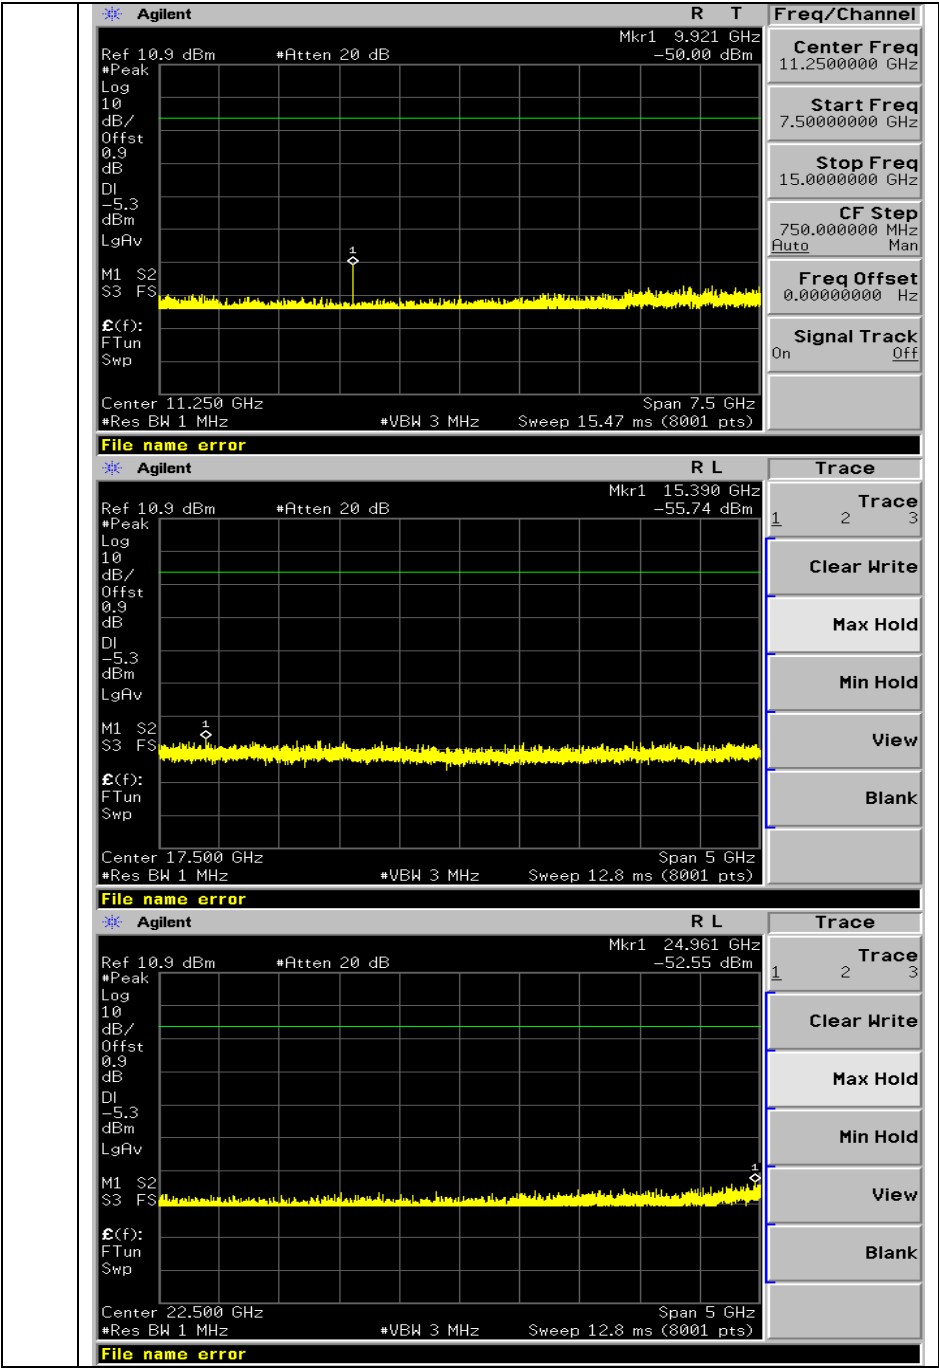 Agilent R T Freq/Channel
Mkr1 9.921 GHz
Ref 10.9 dBm #Atten 20 dB -50.00 dBm
#Peak
Log
10
dB/
Offst
0.9
dB
DI
-5.3
dBm
LgAv
1
M1 S2
S3 FS
£(f):
FTun
Swp
Center 11.250 GHz Span 7.5 GHz
#Res BW 1 MHz #VBW 3 MHz Sweep 15.47 ms (8001 pts)
Center Freq
11.2500000 GHz
Start Freq
7.50000000 GHz
Stop Freq
15.0000000 GHz
CF Step
750.000000 MHz
Auto Man
Freq Offset
0.00000000 Hz
Signal Track
On Off
File name error
Agilent R L Trace
Mkr1 15.390 GHz
Ref 10.9 dBm #Atten 20 dB -55.74 dBm
#Peak
Log
10
dB/
Offst
0.9
dB
DI
-5.3
dBm
LgAv
1
M1 S2
S3 FS
£(f):
FTun
Swp
Center 17.500 GHz Span 5 GHz
#Res BW 1 MHz #VBW 3 MHz Sweep 12.8 ms (8001 pts)
Trace
1 2 3
Clear Write
Max Hold
Min Hold
View
Blank
File name error
Agilent R L Trace
Mkr1 24.961 GHz
Ref 10.9 dBm #Atten 20 dB -52.55 dBm
#Peak
Log
10
dB/
Offst
0.9
dB
DI
-5.3
dBm
LgAv
1
M1 S2
S3 FS
£(f):
FTun
Swp
Center 22.500 GHz Span 5 GHz
#Res BW 1 MHz #VBW 3 MHz Sweep 12.8 ms (8001 pts)
Trace
1 2 3
Clear Write
Max Hold
Min Hold
View
Blank
File name error